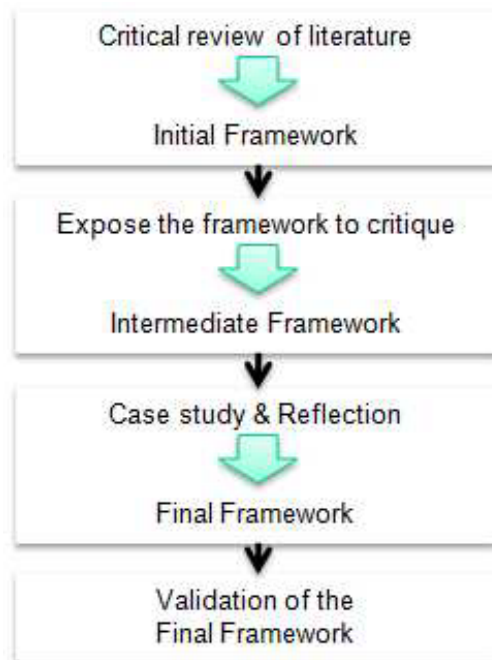 Critical review of literature
Initial Framework
Expose the framework to critique
Intermediate Framework
Case study & Reflection
Final Framework
Validation of the
Final Framework